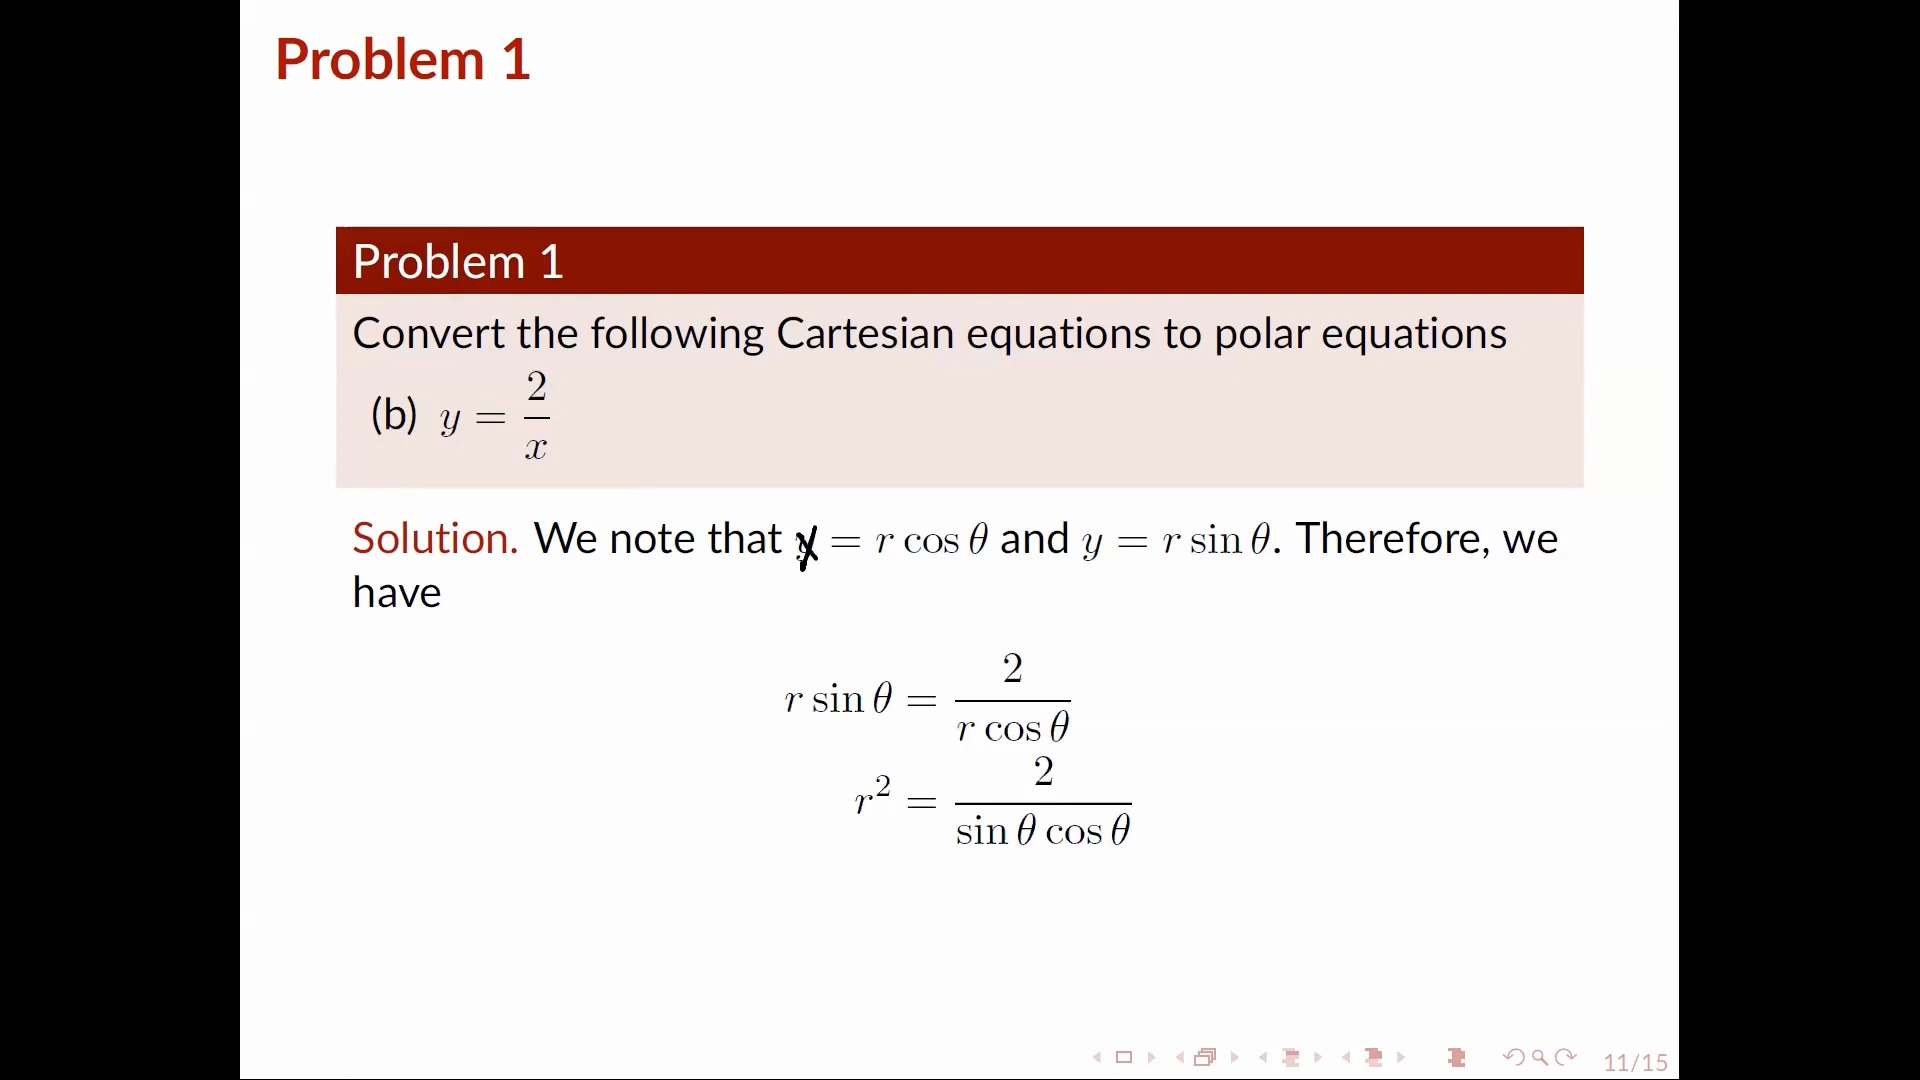 Problem 1
Problem 1
Convert the following Cartesian equations to polar equations
(b) y = 2/x
Solution. We note that x = r cos θ and y = r sin θ. Therefore, we
have
r sin θ = 2/(r cos θ)
r² = 2/(sin θ cos θ)
11/15